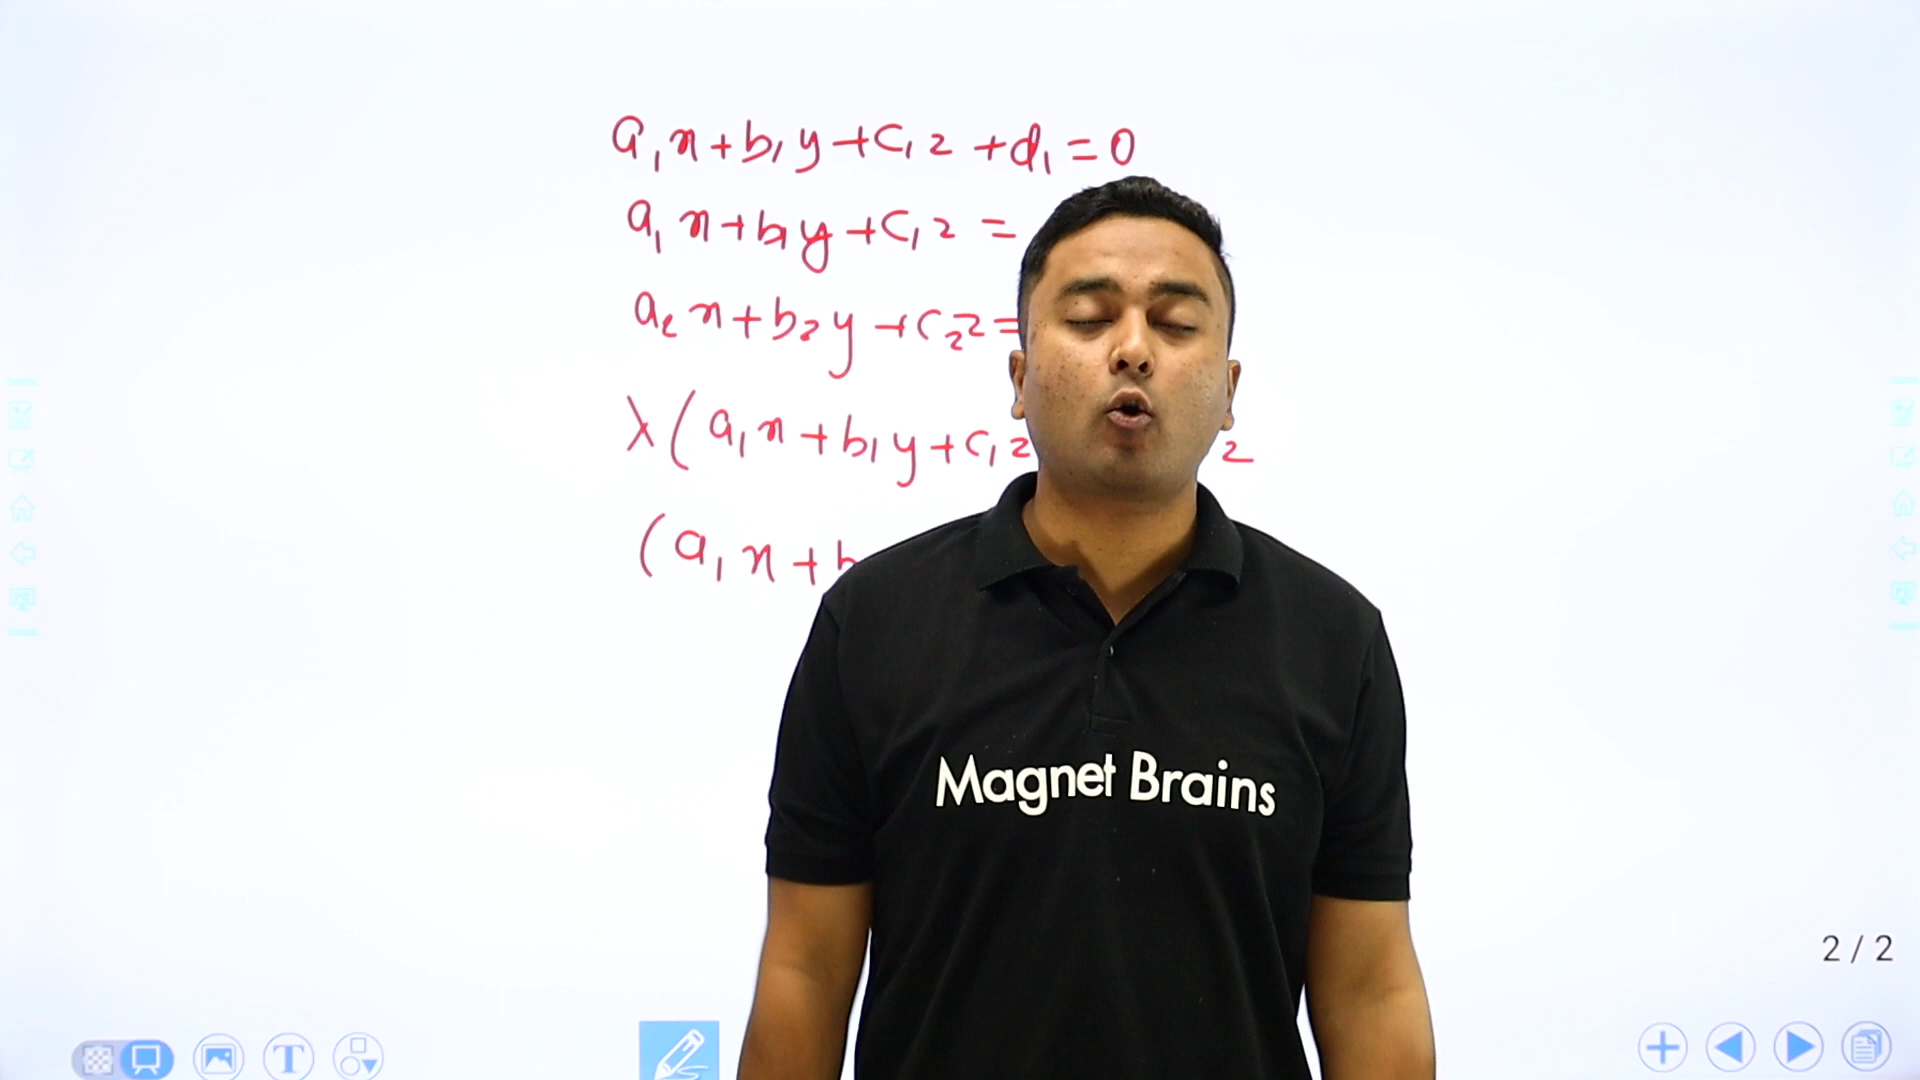 a₁x+b₁y+c₁z+d₁=0
a₁x+b₁y+c₁z=
a₂x+b₂y+c₂z=
λ(a₁x+b₁y+c₁z 2
(a₁x+b
Magnet Brains
2 / 2
T